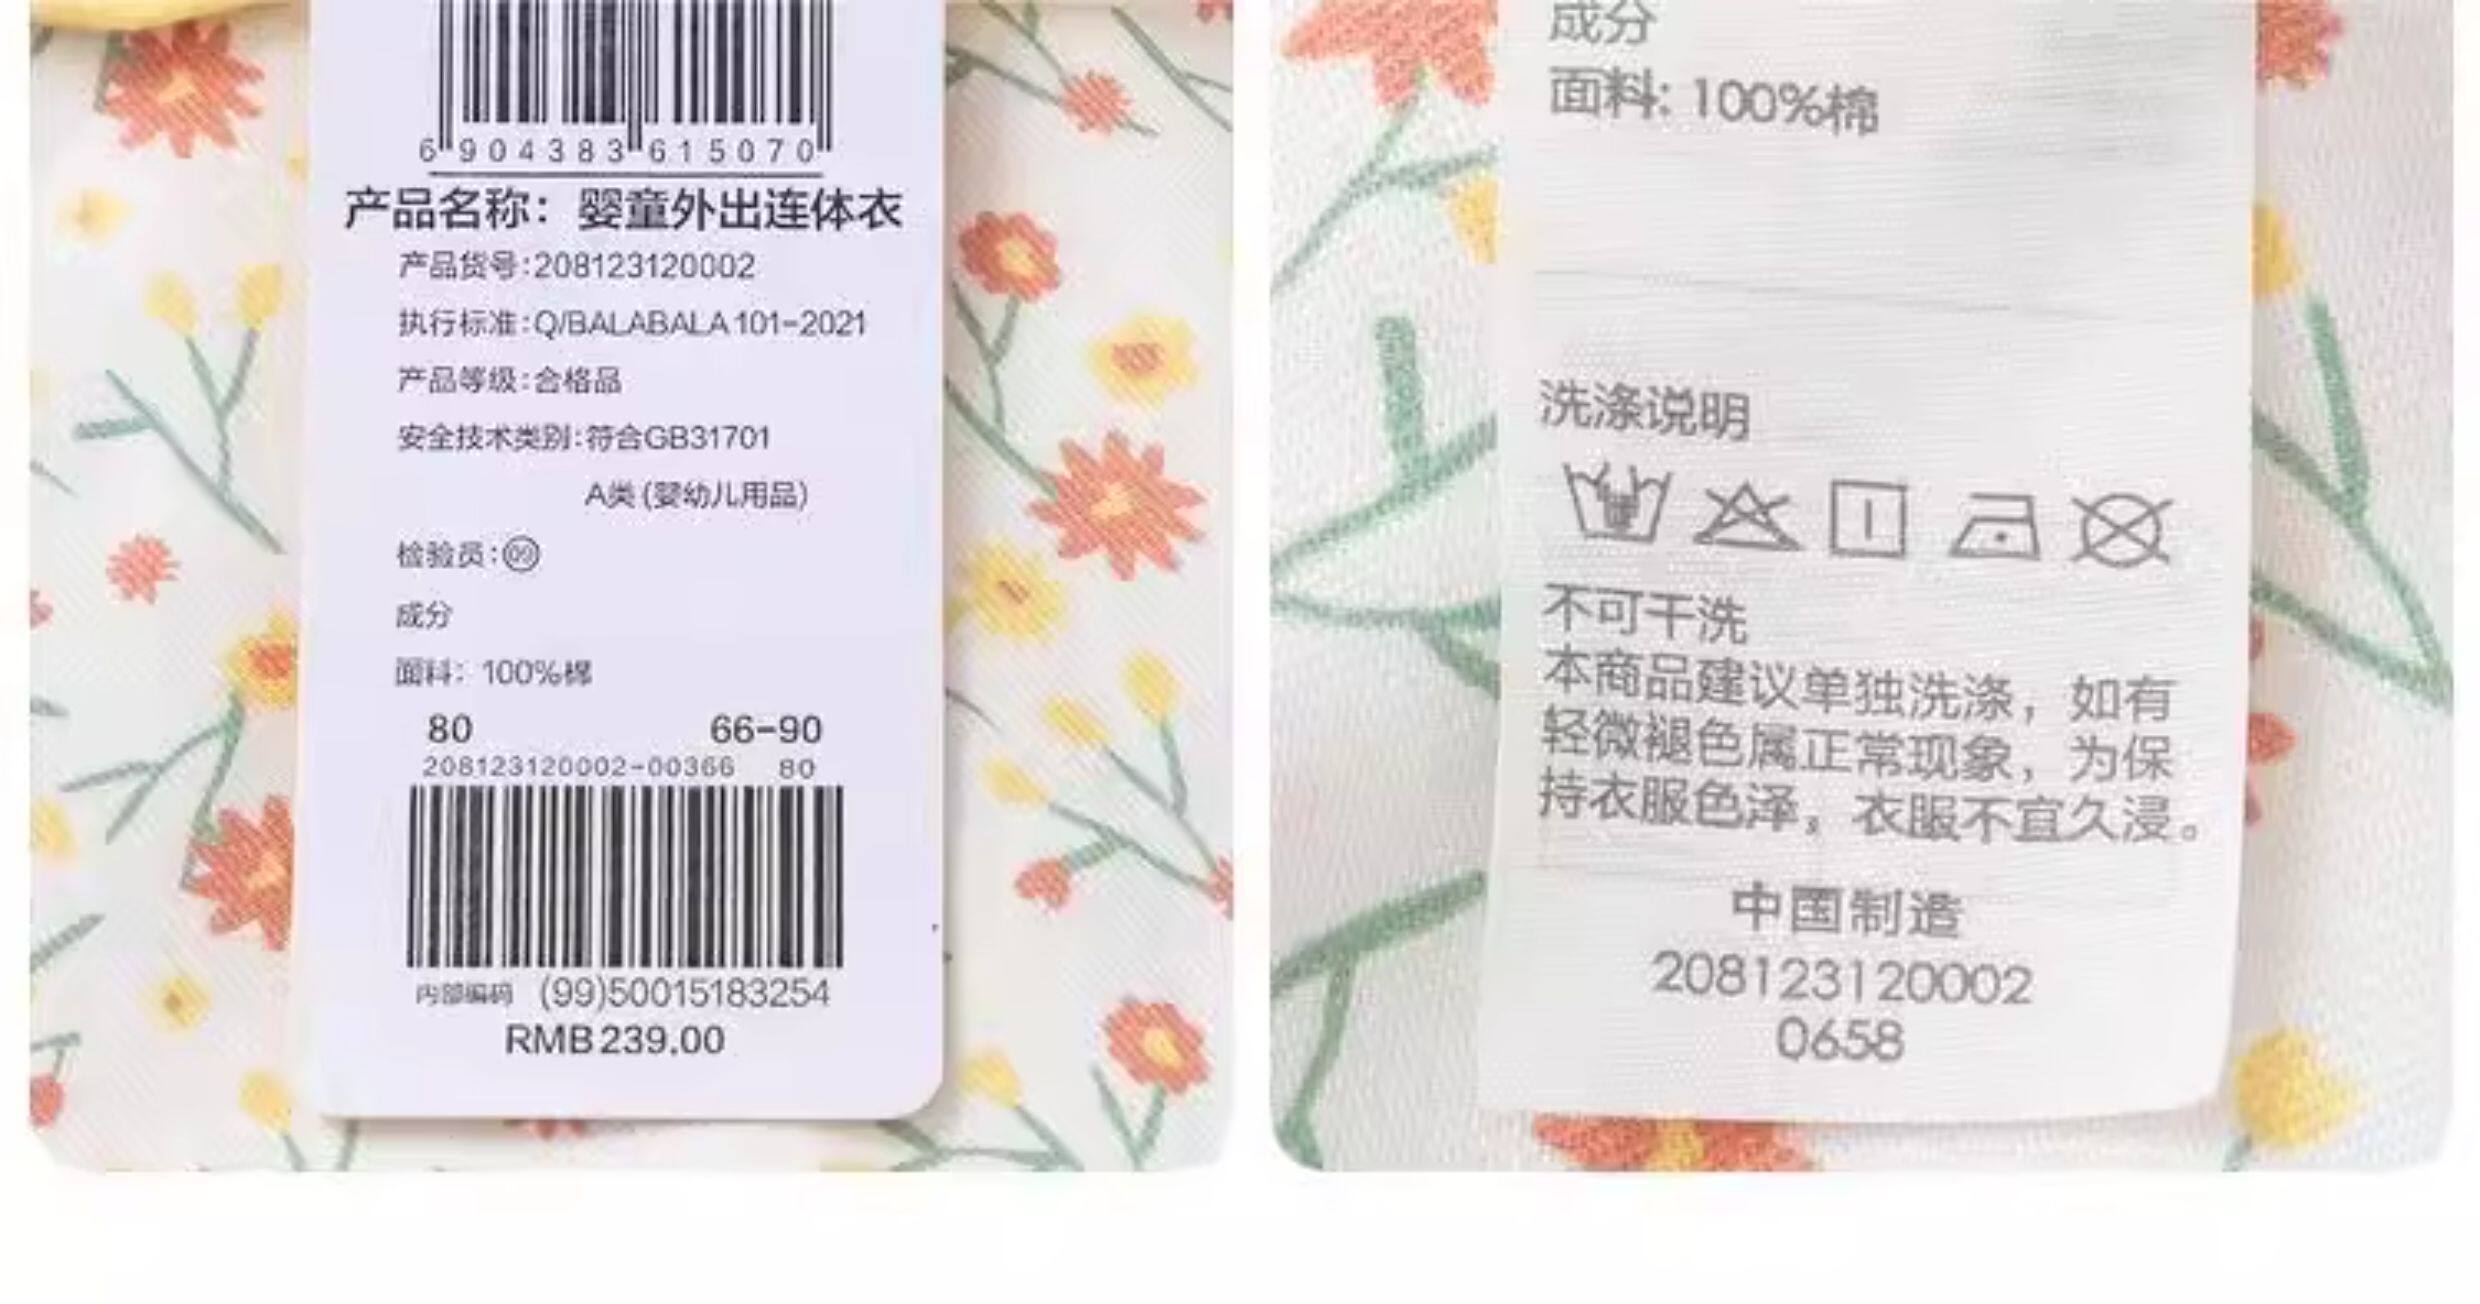 6 904383 615070
产品名称：婴童外出连体衣
产品货号:208123120002
执行标准:Q/BALABALA 101-2021
产品等级:合格品
安全技术类别:符合GB31701
A类 (婴幼儿用品)
检验员:99
成分
面料：100%棉
80 66-90
208123120002-00366 80
内部编码 (99)50015183254
RMB239.00
成分
面料: 100%棉
洗涤说明
不可干洗
本商品建议单独洗涤，如有
轻微褪色属正常现象，为保
持衣服色泽，衣服不宜久浸。
中国制造
208123120002
0658